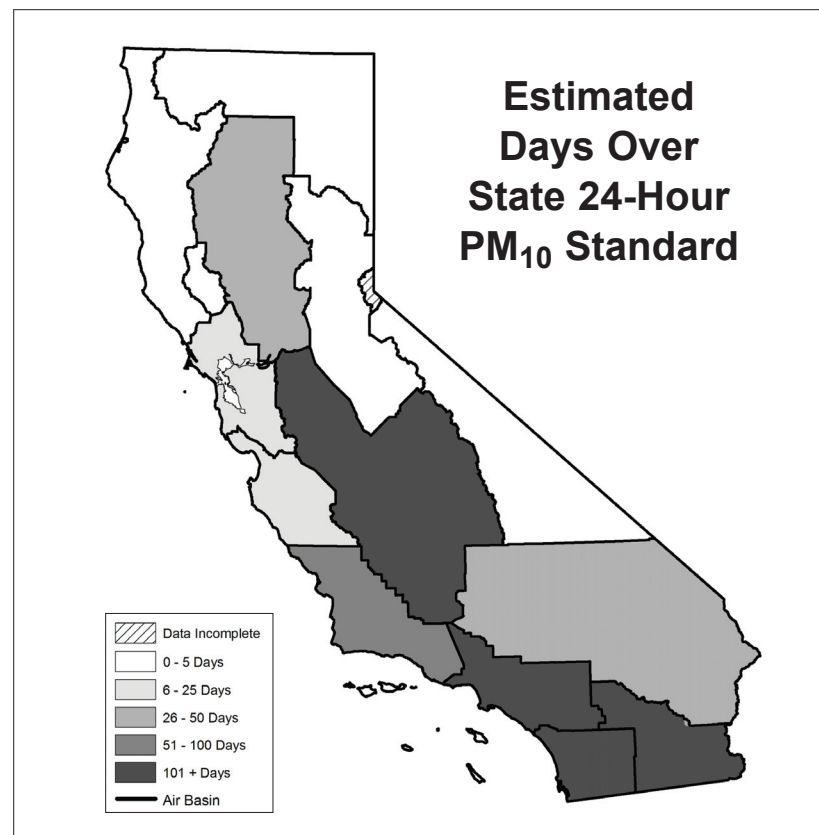 Estimated
Days Over
State 24-Hour
PM₁₀ Standard
Data Incomplete
0 - 5 Days
6 - 25 Days
26 - 50 Days
51 - 100 Days
101 + Days
Air Basin